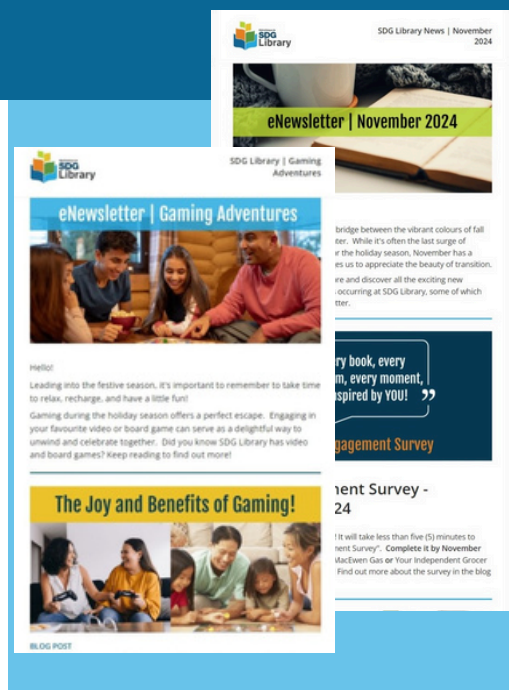 SDG
Library
SDG Library News | November
2024
eNewsletter | November 2024
bridge between the vibrant colours of fall
ter. While it's often the last surge of
r the holiday season, November has a
es us to appreciate the beauty of transition.
re and discover all the exciting new
occurring at SDG Library, some of which
tter.
ry book, every
m, every moment,
spired by YOU! ”
gagement Survey
nent Survey -
24
! It will take less than five (5) minutes to
nent Survey". Complete it by November
MacEwen Gas or Your Independent Grocer
Find out more about the survey in the blog
SDG
Library
SDG Library | Gaming
Adventures
eNewsletter | Gaming Adventures
Hello!
Leading into the festive season, it's important to remember to take time
to relax, recharge, and have a little fun!
Gaming during the holiday season offers a perfect escape. Engaging in
your favourite video or board game can serve as a delightful way to
unwind and celebrate together. Did you know SDG Library has video
and board games? Keep reading to find out more!
The Joy and Benefits of Gaming!
BLOG POST